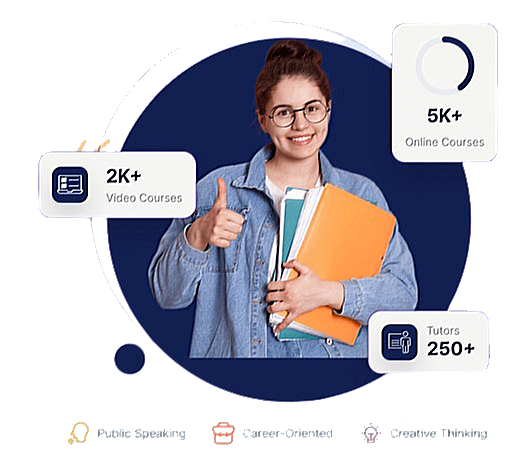 5K+
Online Courses
2K+
Video Courses
Tutors
250+
Public Speaking
Career-Oriented
Creative Thinking